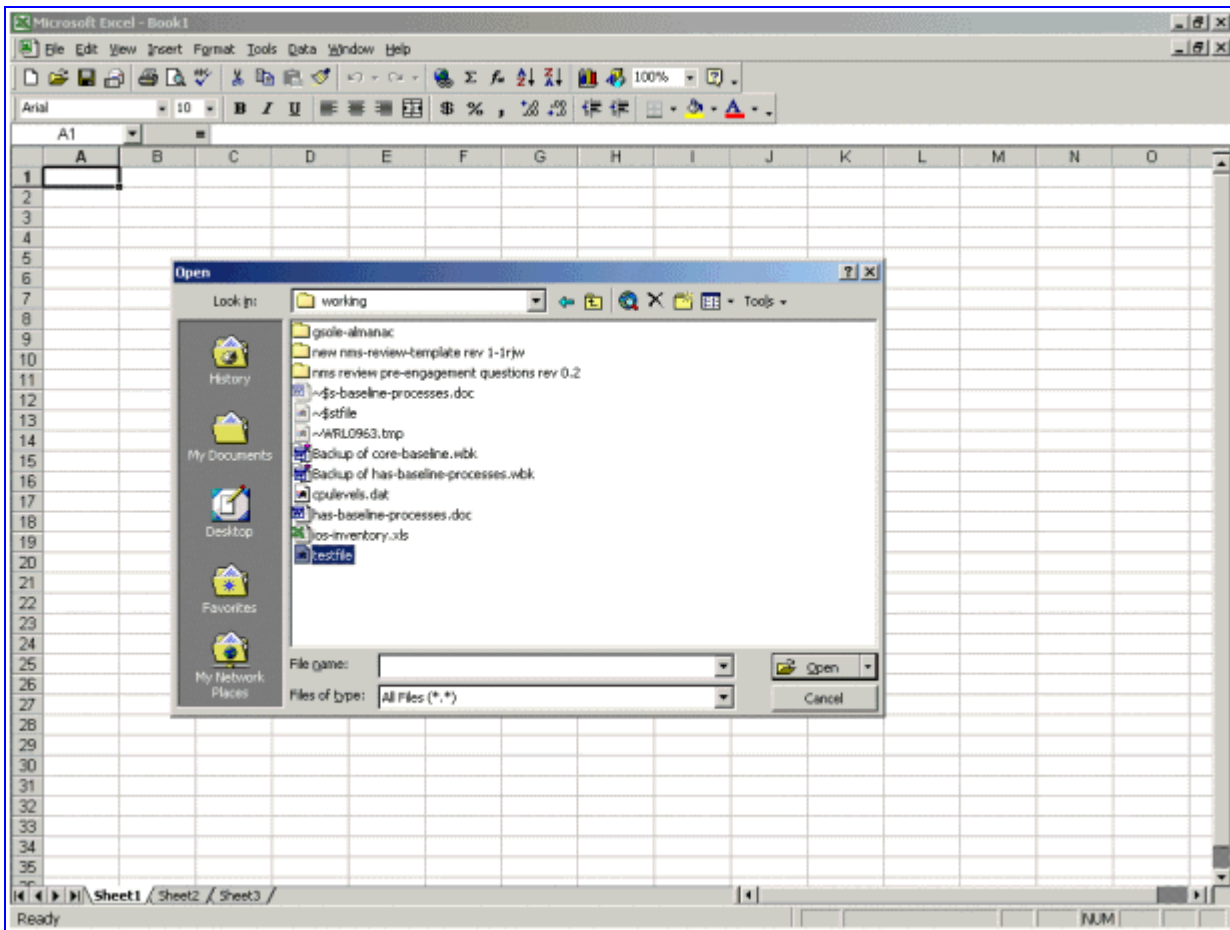 Microsoft Excel - Book1
File Edit View Insert Format Tools Data Window Help
100%
Arial 10 B I U $ % ,
A1 =
A B C D E F G H I J K L M N O
1
2
3
4
5
6
7
8
9
10
11
12
13
14
15
16
17
18
19
20
21
22
23
24
25
26
27
28
29
30
31
32
33
34
35
Open
Look in: working Tools
gsole-almanac
new nms-review-template rev 1-1rjw
nms review pre-engagement questions rev 0.2
~$s-baseline-processes.doc
~$stfile
~WRL0963.tmp
Backup of core-baseline.wbk
Backup of has-baseline-processes.wbk
cpulevels.dat
has-baseline-processes.doc
ios-inventory.xls
testfile
History
My Documents
Desktop
Favorites
My Network Places
File name: Open
Files of type: All Files (*.*) Cancel
Sheet1 Sheet2 Sheet3
Ready NUM